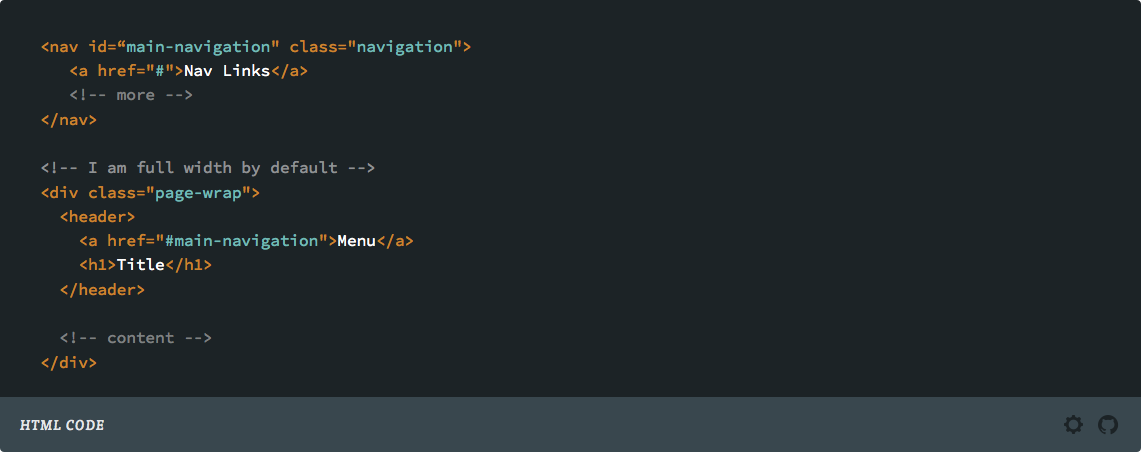 <nav id=“main-navigation" class="navigation">
<a href="#">Nav Links</a>
<!-- more -->
</nav>
<!-- I am full width by default -->
<div class="page-wrap">
<header>
<a href="#main-navigation">Menu</a>
<h1>Title</h1>
</header>
<!-- content -->
</div>
HTML CODE